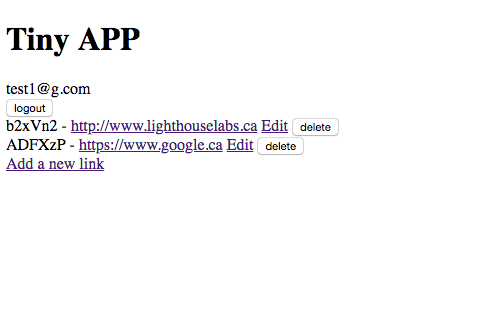 Tiny APP
test1@g.com
logout
b2xVn2 - http://www.lighthouselabs.ca Edit delete
ADFXzP - https://www.google.ca Edit delete
Add a new link